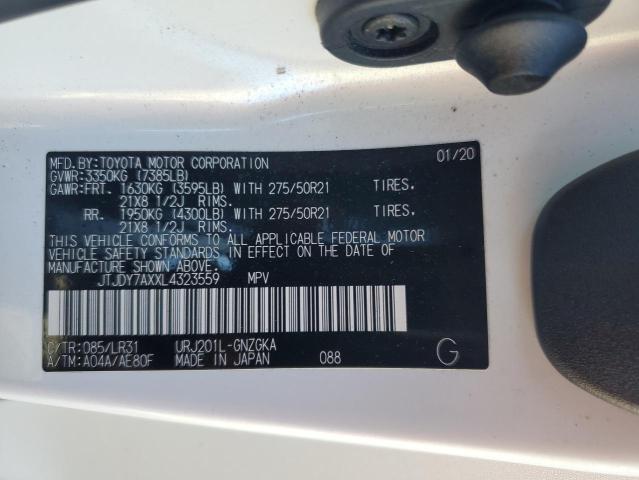 MFD.BY:TOYOTA MOTOR CORPORATION 01/20
GVWR:3350KG (7385LB)
GAWR:FRT. 1630KG (3595LB) WITH 275/50R21 TIRES.
21X8 1/2J RIMS.
RR. 1950KG (4300LB) WITH 275/50R21 TIRES.
21X8 1/2J RIMS.
THIS VEHICLE CONFORMS TO ALL APPLICABLE FEDERAL MOTOR
VEHICLE SAFETY STANDARDS IN EFFECT ON THE DATE OF
MANUFACTURE SHOWN ABOVE.
JTJDY7AXXL4323559 MPV
C/TR:085/LR31 URJ201L-GNZGKA
A/TM:A04A/AE80F MADE IN JAPAN 088 G